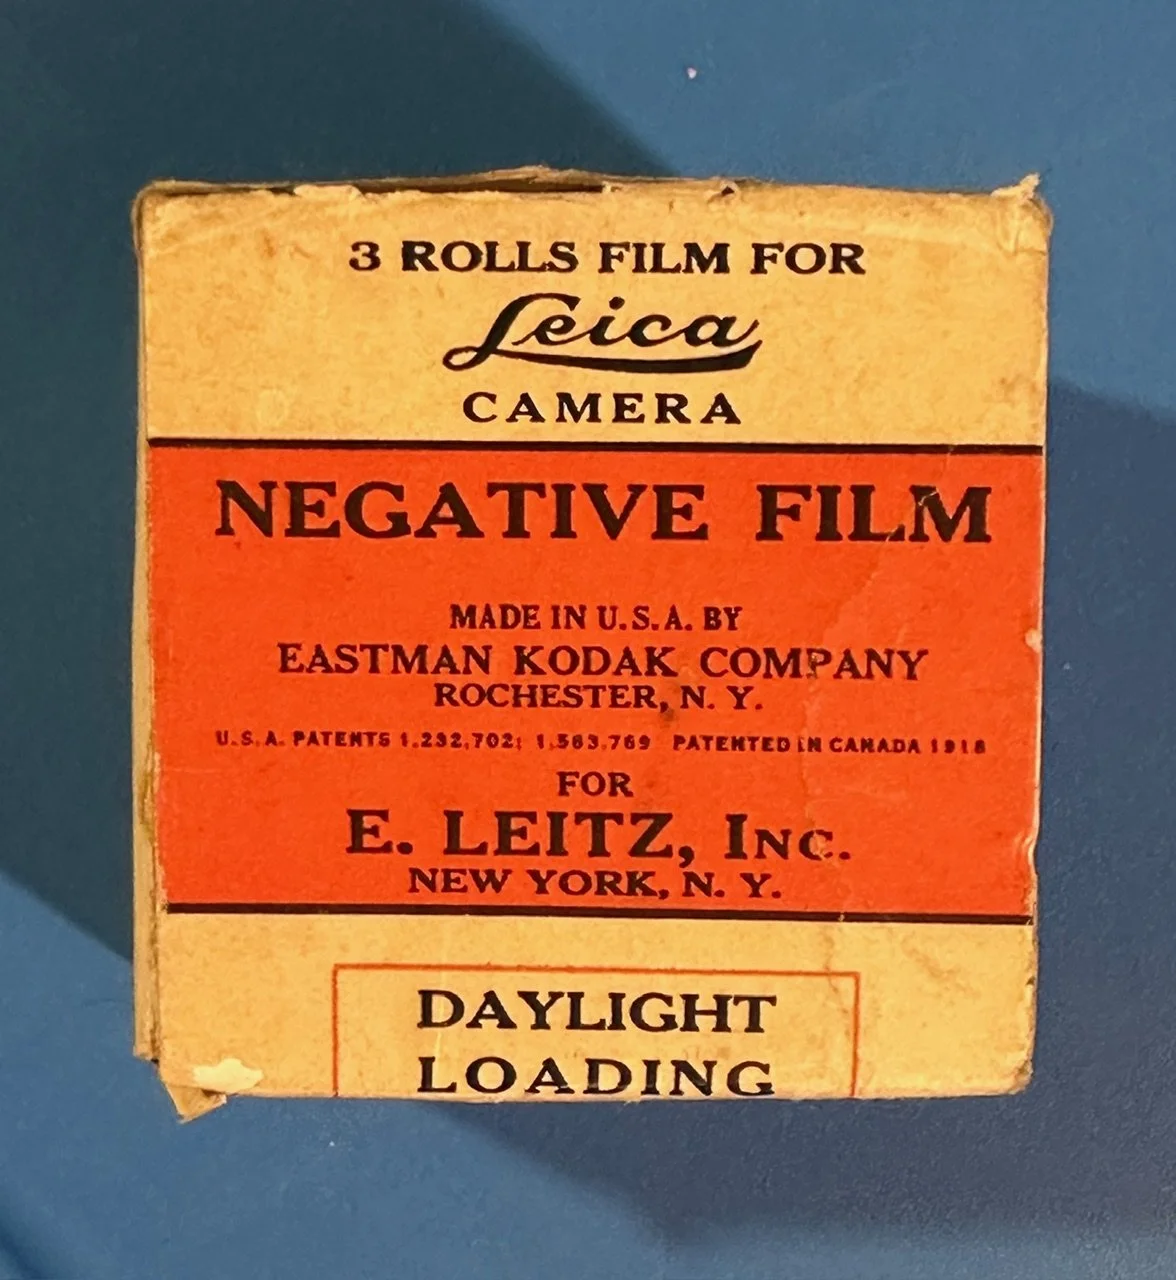 3 ROLLS FILM FOR
Leica
CAMERA
NEGATIVE FILM
MADE IN U.S.A. BY
EASTMAN KODAK COMPANY
ROCHESTER, N. Y.
U.S.A. PATENTS 1,232,702; 1,583,769 PATENTED IN CANADA 1918
FOR
E. LEITZ, INC.
NEW YORK, N. Y.
DAYLIGHT
LOADING